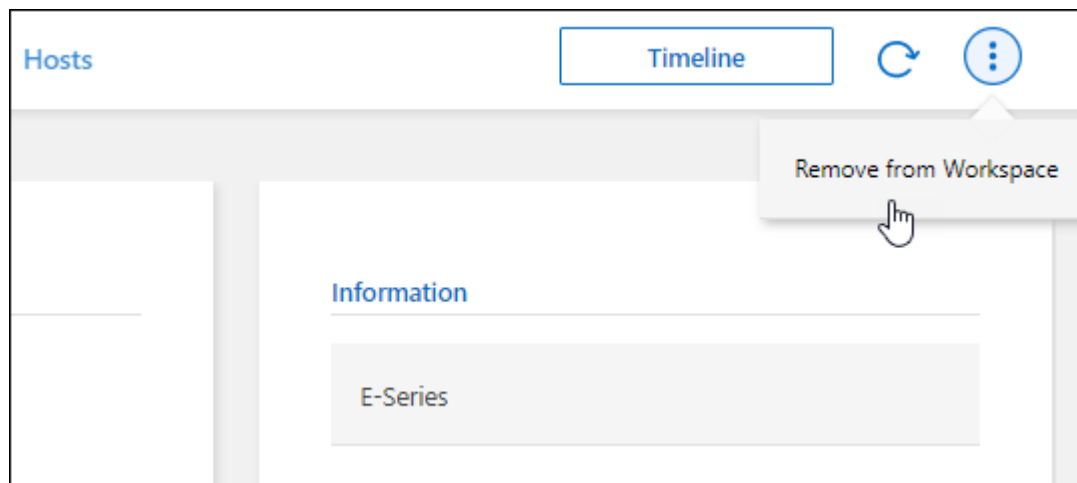 Hosts
Timeline
Remove from Workspace
Information
E-Series